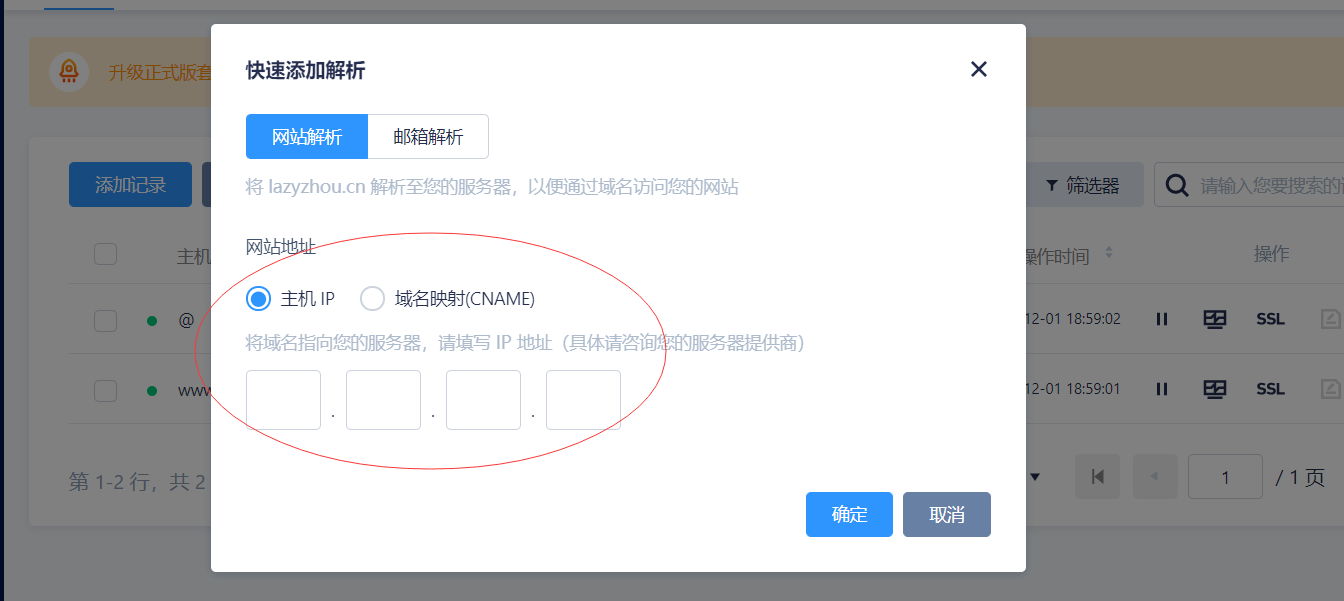 快速添加解析
升级正式版套
网站解析 邮箱解析
添加记录
将 lazyzhou.cn 解析至您的服务器，以便通过域名访问您的网站
筛选器 请输入您要搜索的
网站地址
主机 操作时间 操作
主机 IP 域名映射(CNAME)
@ 12-01 18:59:02 SSL
将域名指向您的服务器，请填写 IP 地址（具体请咨询您的服务器提供商）
www 12-01 18:59:01 SSL
. . .
第 1-2 行，共 2 1 / 1 页
确定 取消